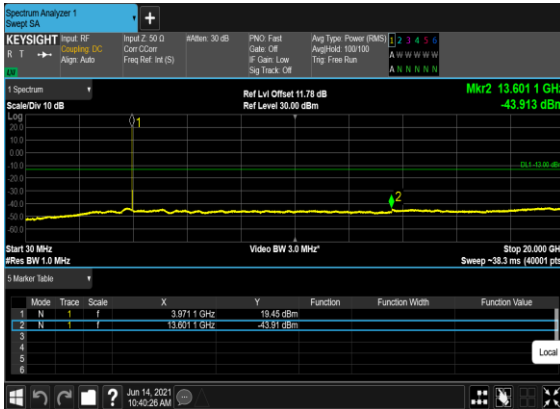 Spectrum Analyzer 1
Swept SA
+
KEYSIGHT Input: RF Input Z: 50 Ω #Atten: 30 dB PNO: Fast Avg Type: Power (RMS) 1 2 3 4 5 6
R T Coupling: DC Corr CCorr Gate: Off Avg|Hold: 100/100 A W W W W W
Align: Auto Freq Ref: Int (S) IF Gain: Low Trig: Free Run
Sig Track: Off A N N N N N
LXI
1 Spectrum
Ref Lvl Offset 11.78 dB Mkr2 13.601 1 GHz
Scale/Div 10 dB Ref Level 30.00 dBm -43.913 dBm
Log
20.0
10.0
0.00
-10.0
-20.0
-30.0
-40.0
-50.0
-60.0
1
DL1 -13.00 dBm
2
Start 30 MHz Video BW 3.0 MHz* Stop 20.000 GHz
#Res BW 1.0 MHz Sweep ~38.3 ms (40001 pts)
5 Marker Table
Mode Trace Scale X Y Function Function Width Function Value
1 N 1 f 3.971 1 GHz 19.45 dBm
2 N 1 f 13.601 1 GHz -43.91 dBm
3
4
5
6
Local
? Jun 14, 2021
10:40:26 AM